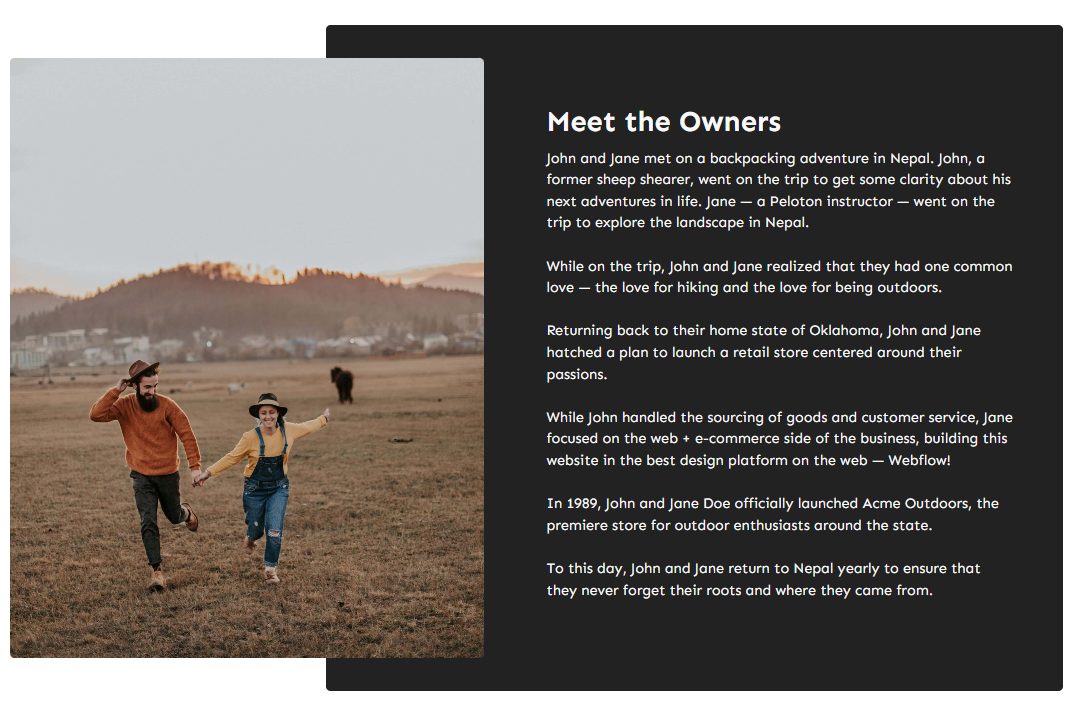 Meet the Owners
John and Jane met on a backpacking adventure in Nepal. John, a
former sheep shearer, went on the trip to get some clarity about his
next adventures in life. Jane — a Peloton instructor — went on the
trip to explore the landscape in Nepal.
While on the trip, John and Jane realized that they had one common
love — the love for hiking and the love for being outdoors.
Returning back to their home state of Oklahoma, John and Jane
hatched a plan to launch a retail store centered around their
passions.
While John handled the sourcing of goods and customer service, Jane
focused on the web + e-commerce side of the business, building this
website in the best design platform on the web — Webflow!
In 1989, John and Jane Doe officially launched Acme Outdoors, the
premiere store for outdoor enthusiasts around the state.
To this day, John and Jane return to Nepal yearly to ensure that
they never forget their roots and where they came from.